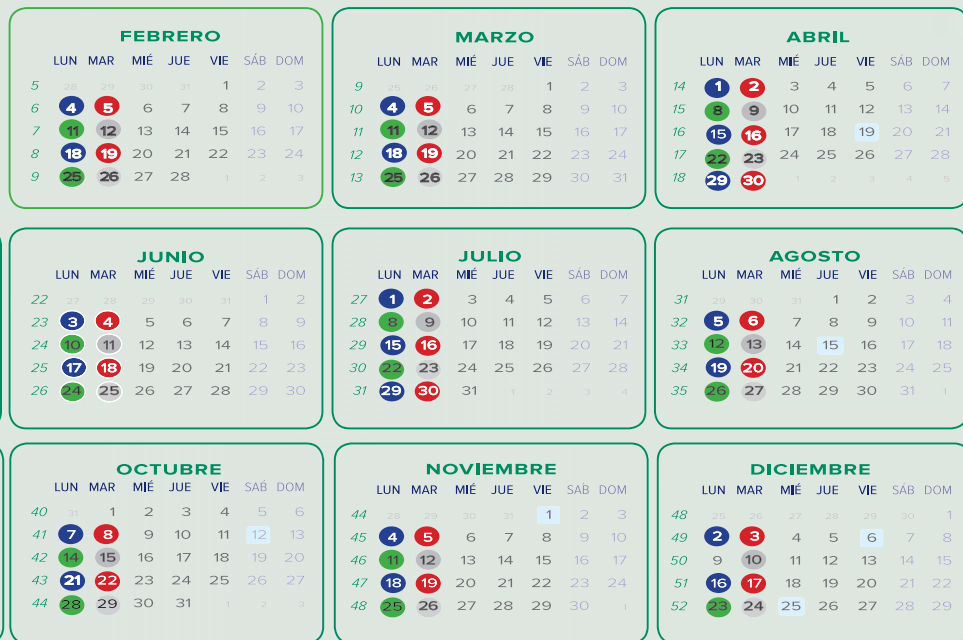 FEBRERO
LUN MAR MIÉ JUE VIE SÁB DOM
5 28 29 30 31 1 2 3
6 4 5 6 7 8 9 10
7 11 12 13 14 15 16 17
8 18 19 20 21 22 23 24
9 25 26 27 28 1 2 3
MARZO
LUN MAR MIÉ JUE VIE SÁB DOM
9 25 26 28 1 2 3
10 4 5 6 7 8 9 10
11 11 12 13 14 15 16 17
12 18 19 20 21 22 23 24
13 25 26 27 28 29 30 31
ABRIL
LUN MAR MIÉ JUE VIE SÁB DOM
14 1 2 3 4 5 6 7
15 8 9 10 11 12 13 14
16 15 16 17 18 19 20 21
17 22 23 24 25 26 27 28
18 29 30 1 2 3 4 5
JUNIO
LUN MAR MIÉ JUE VIE SÁB DOM
22 27 28 29 30 31 1 2
23 3 4 5 6 7 8 9
24 10 11 12 13 14 15 16
25 17 18 19 20 21 22 23
26 24 25 26 27 28 29 30
JULIO
LUN MAR MIÉ JUE VIE SÁB DOM
27 1 2 3 4 5 6 7
28 8 9 10 11 12 13 14
29 15 16 17 18 19 20 21
30 22 23 24 25 26 27 28
31 29 30 31 2 3 4
AGOSTO
LUN MAR MIÉ JUE VIE SÁB DOM
31 29 30 31 1 2 3 4
32 5 6 7 8 9 10 11
33 12 13 14 15 16 17 18
34 19 20 21 22 23 24 25
35 26 27 28 29 30 31 1
OCTUBRE
LUN MAR MIÉ JUE VIE SAB DOM
40 31 1 2 3 4 5 6
41 7 8 9 10 11 12 13
42 14 15 16 17 18 19 20
43 21 22 23 24 25 26 27
44 28 29 30 31 1 2 3
NOVIEMBRE
LUN MAR MIÉ JUE VIE SÁB DOM
44 28 29 30 31 1 2 3
45 4 5 6 7 8 9 10
46 11 12 13 14 15 16 17
47 18 19 20 21 22 23 24
48 25 26 27 28 29 30 1
DICIEMBRE
LUN MAR MIÉ JUE VIE SÁB DOM
48 25 26 27 28 29 30 1
49 2 3 4 5 6 7 8
50 9 10 11 12 13 14 15
51 16 17 18 19 20 21 22
52 23 24 25 26 27 28 29